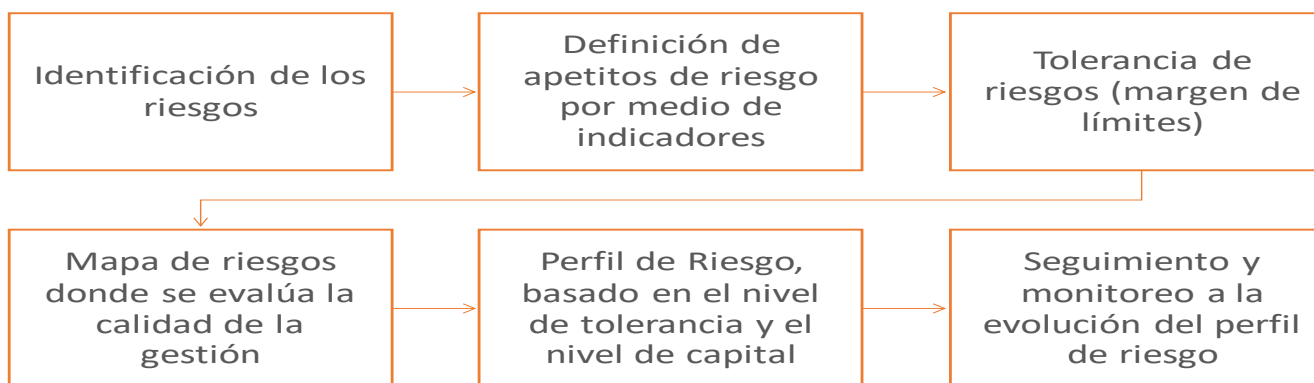 Identificación de los
riesgos
Definición de
apetitos de riesgo
por medio de
indicadores
Tolerancia de
riesgos (margen de
límites)
Mapa de riesgos
donde se evalúa la
calidad de la
gestión
Perfil de Riesgo,
basado en el nivel
de tolerancia y el
nivel de capital
Seguimiento y
monitoreo a la
evolución del perfil
de riesgo